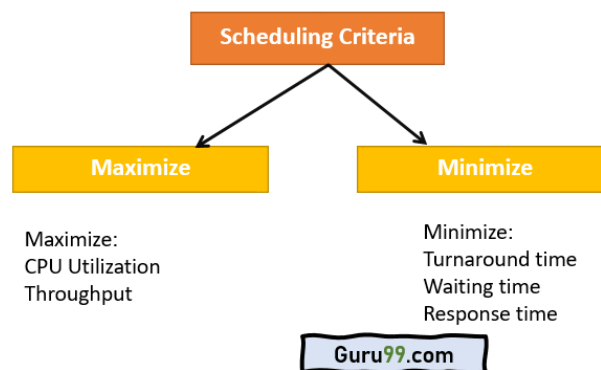 Scheduling Criteria
Maximize
Minimize
Maximize:
CPU Utilization
Throughput
Minimize:
Turnaround time
Waiting time
Response time
Guru99.com